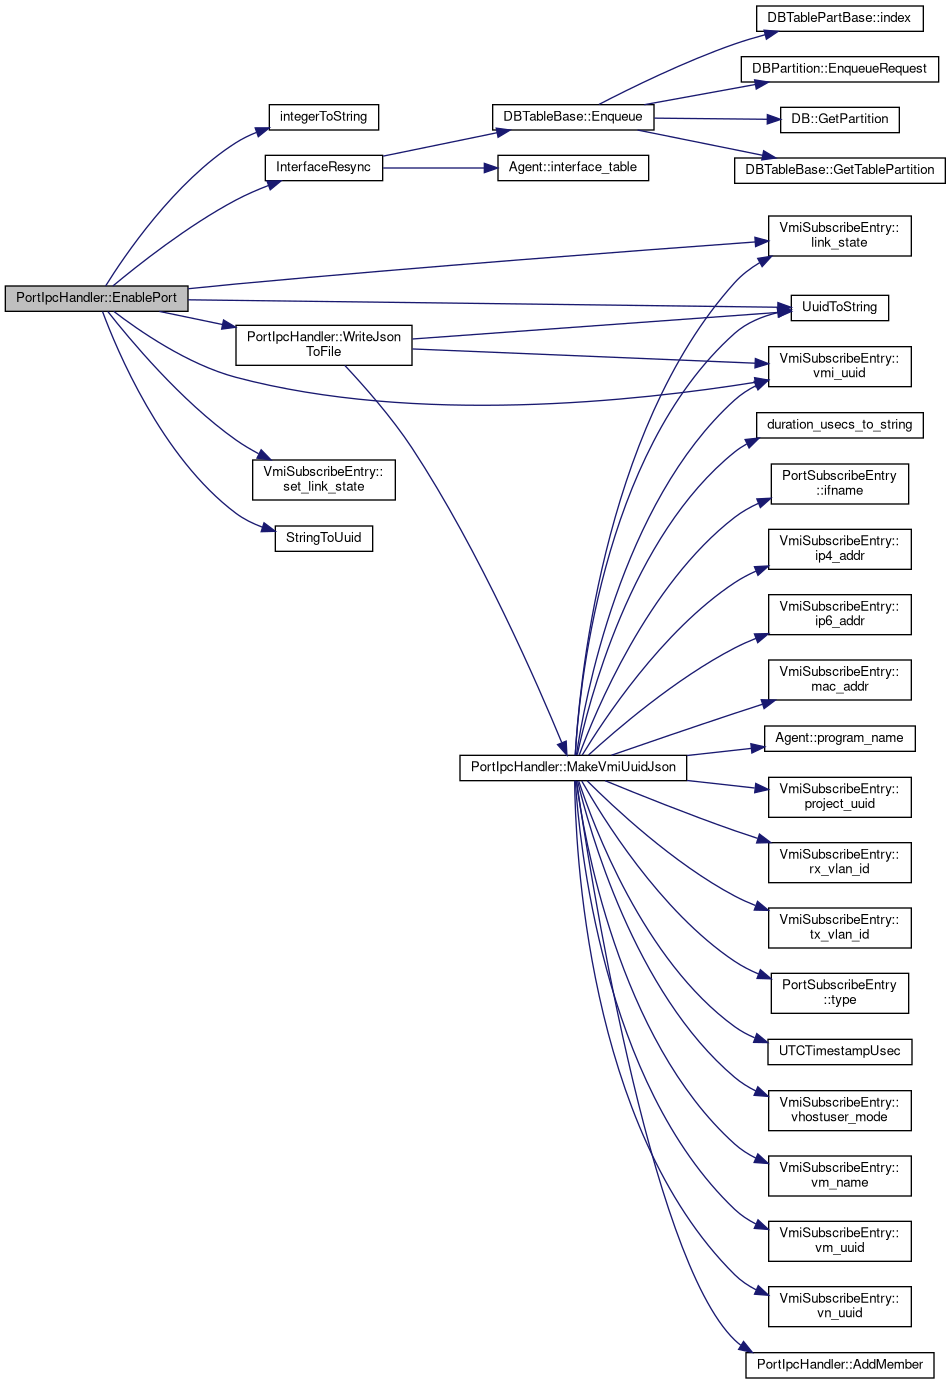 DBTablePartBase::index
DBPartition::EnqueueRequest
integerToString
DBTableBase::Enqueue
DB::GetPartition
InterfaceResync
Agent::interface_table
DBTableBase::GetTablePartition
VmiSubscribeEntry::
link_state
PortIpcHandler::EnablePort
UuidToString
PortIpcHandler::WriteJson
ToFile
VmiSubscribeEntry::
vmi_uuid
duration_usecs_to_string
VmiSubscribeEntry::
set_link_state
PortSubscribeEntry
::ifname
StringToUuid
VmiSubscribeEntry::
ip4_addr
VmiSubscribeEntry::
ip6_addr
VmiSubscribeEntry::
mac_addr
Agent::program_name
PortIpcHandler::MakeVmiUuidJson
VmiSubscribeEntry::
project_uuid
VmiSubscribeEntry::
rx_vlan_id
VmiSubscribeEntry::
tx_vlan_id
PortSubscribeEntry
::type
UTCTimestampUsec
VmiSubscribeEntry::
vhostuser_mode
VmiSubscribeEntry::
vm_name
VmiSubscribeEntry::
vm_uuid
VmiSubscribeEntry::
vn_uuid
PortIpcHandler::AddMember